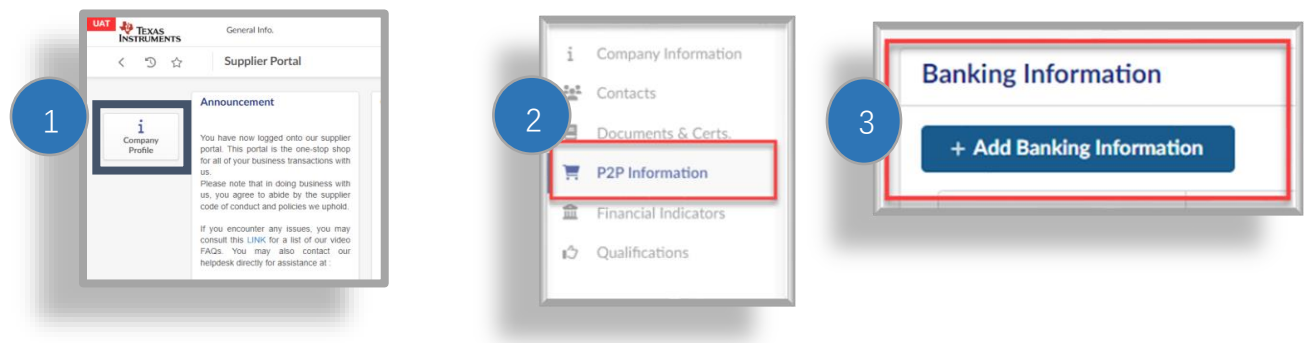 UAT
TEXAS
INSTRUMENTS
General Info.
Supplier Portal
1
i
Company
Profile
Announcement
You have now logged onto our supplier
portal. This portal is the one-stop shop
for all of your business transactions with
us.
Please note that in doing business with
us, you agree to abide by the supplier
code of conduct and policies we uphold.
If you encounter any issues, you may
consult this LINK for a list of our video
FAQs. You may also contact our
helpdesk directly for assistance at :
2
i Company Information
Contacts
Documents & Certs.
P2P Information
Financial Indicators
Qualifications
3
Banking Information
+ Add Banking Information